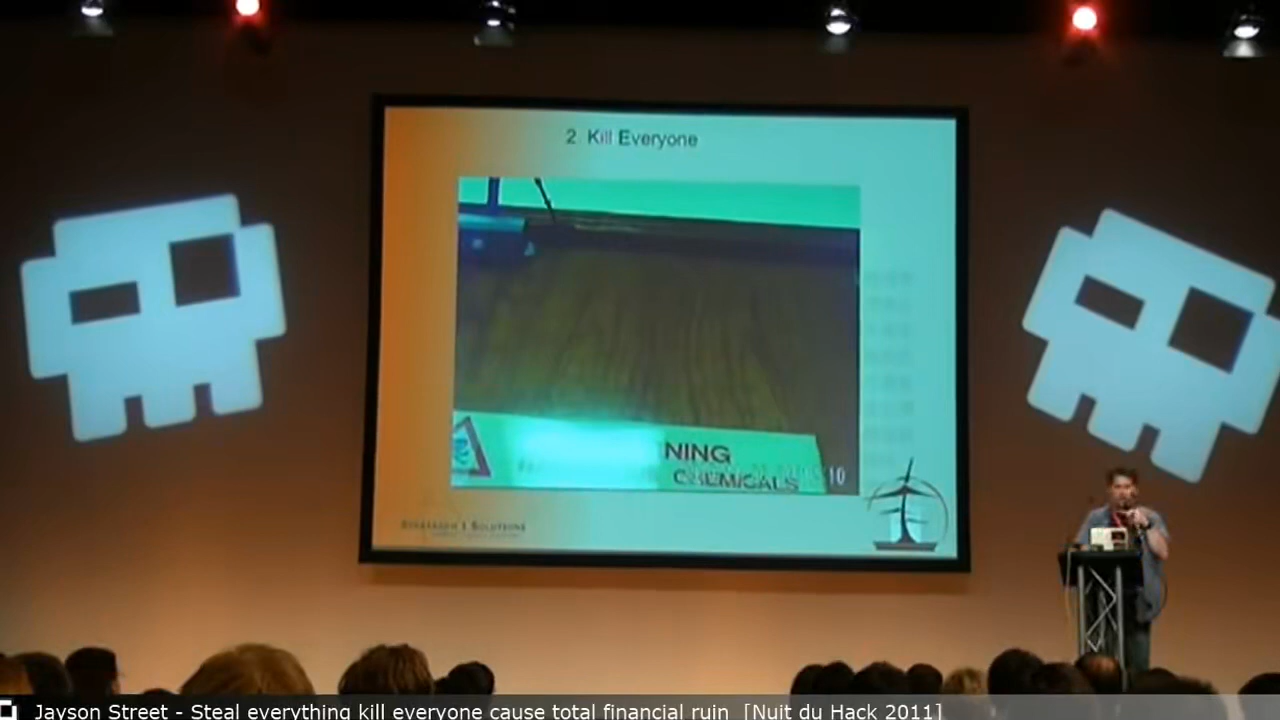 2 Kill Everyone
NING
CHEMICALS
10
SOLUTIONS
Jayson Street - Steal everything kill everyone cause total financial ruin [Nuit du Hack 2011]